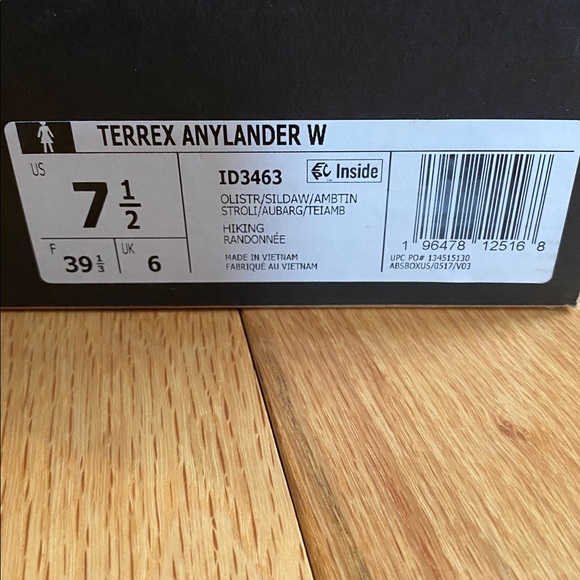 TERREX ANYLANDER W
US
7 1/2
F
39 1/3
UK
6
ID3463
Inside
OLISTR/SILDAW/AMBTIN
STROLI/AUBARG/TEIAMB
HIKING
RANDONNÉE
MADE IN VIETNAM
FABRIQUÉ AU VIETNAM
1 96478 12516 8
UPC PO# 134515130
ABSBOXUS/0517/V03